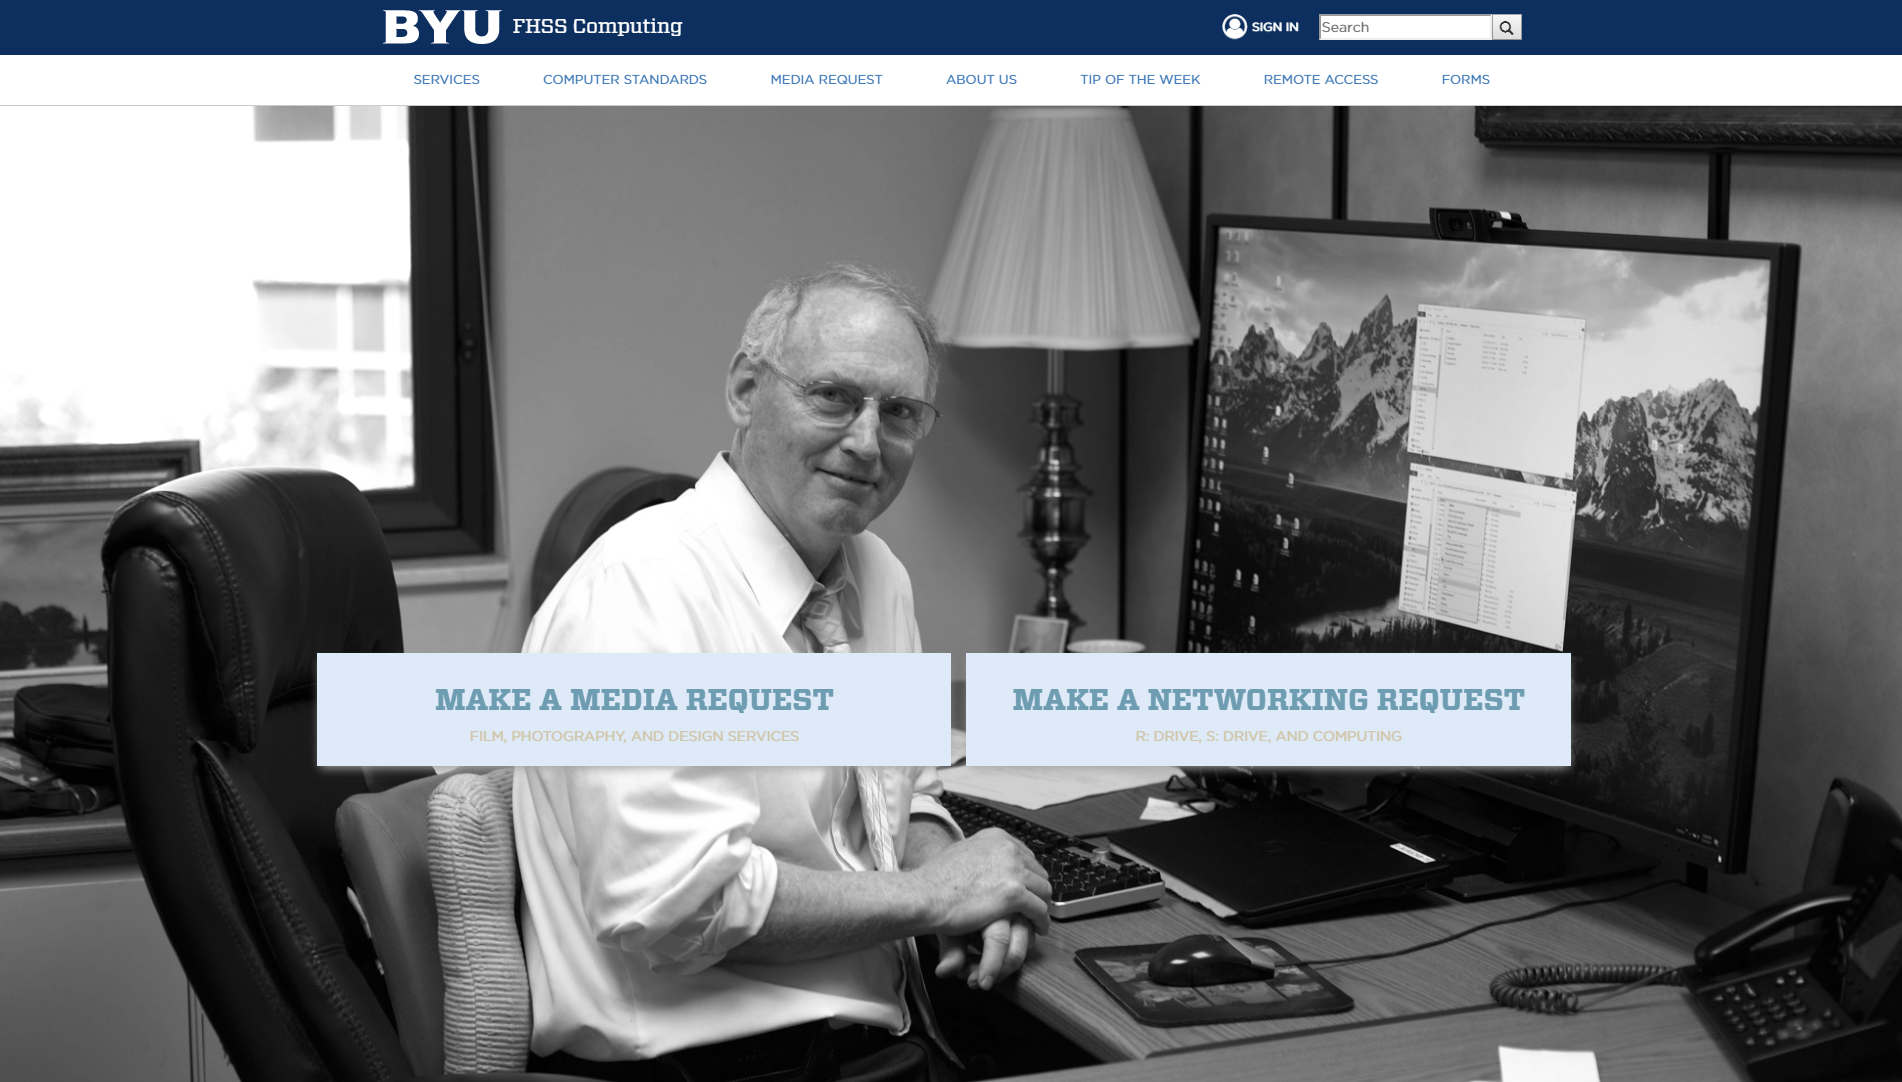 BYU FHSS Computing
SIGN IN
Search
SERVICES COMPUTER STANDARDS MEDIA REQUEST ABOUT US TIP OF THE WEEK REMOTE ACCESS FORMS
MAKE A MEDIA REQUEST
FILM, PHOTOGRAPHY, AND DESIGN SERVICES
MAKE A NETWORKING REQUEST
R: DRIVE, S: DRIVE, AND COMPUTING